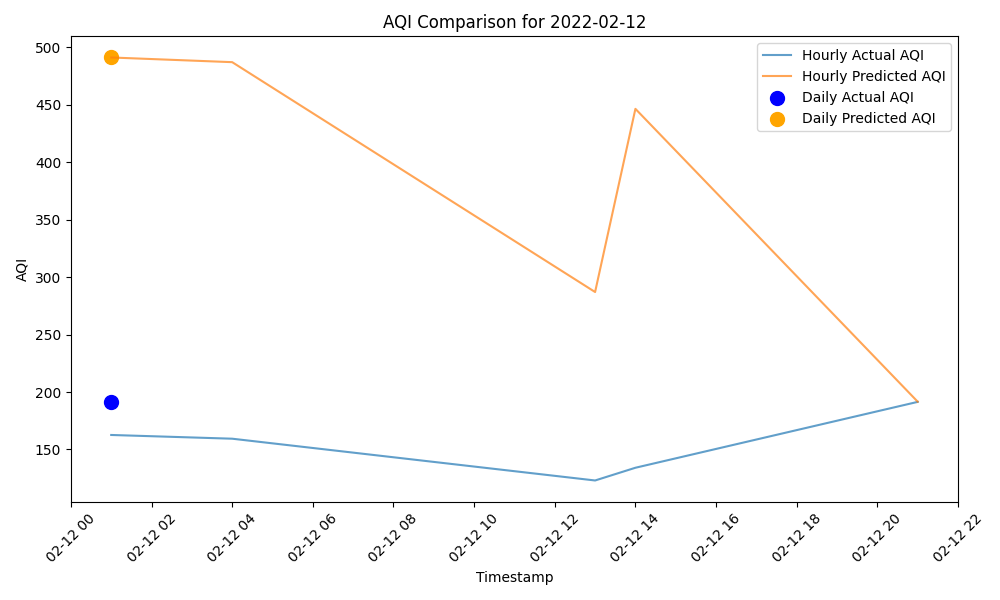 AQI Comparison for 2022-02-12
Hourly Actual AQI
Hourly Predicted AQI
Daily Actual AQI
Daily Predicted AQI
AQI
500
450
400
350
300
250
200
150
02-12 00
02-12 02
02-12 04
02-12 06
02-12 08
02-12 10
02-12 12
02-12 14
02-12 16
02-12 18
02-12 20
02-12 22
Timestamp